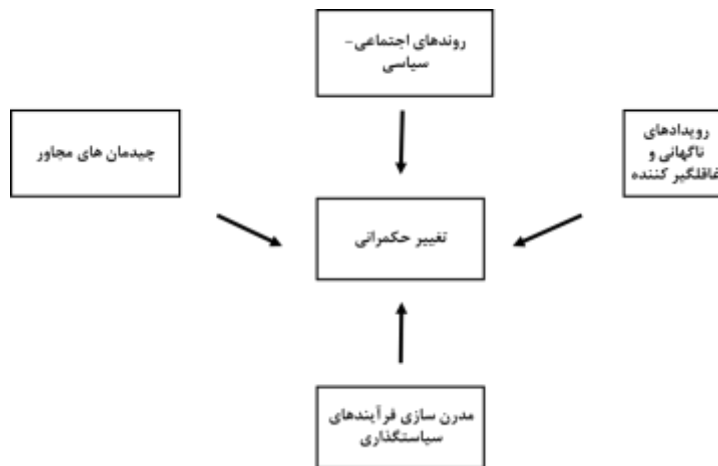 روندهای اجتماعی-
سیاسی
رویدادهای
ناگهانی و
غافلگیر کننده
چیدمان های مجاور
تغییر حکمرانی
مدرن سازی فرآیندهای
سیاستگذاری